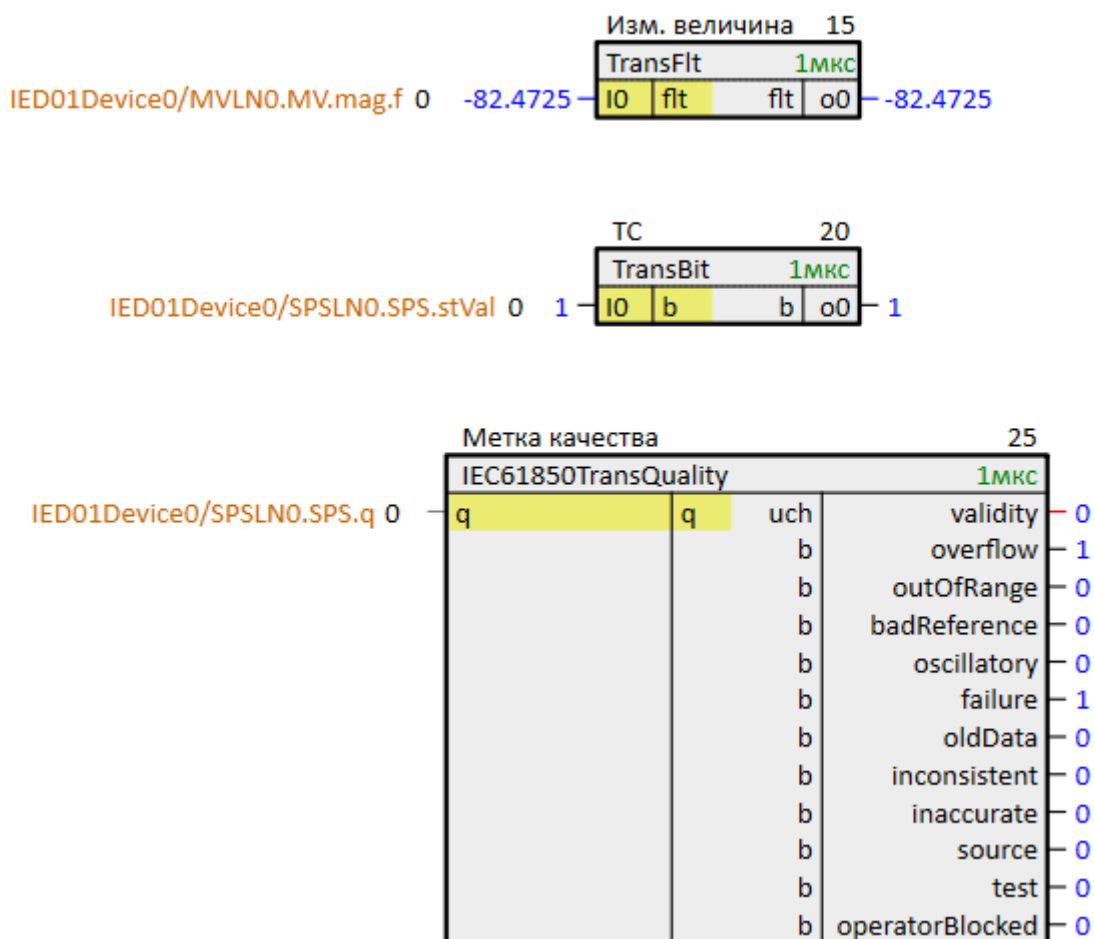 Изм. величина 15
TransFlt 1мкс
IED01Device0/MVLN0.MV.mag.f 0 -82.4725 I0 flt flt o0 -82.4725
ТС 20
TransBit 1мкс
IED01Device0/SPSLN0.SPS.stVal 0 1 I0 b b o0 1
Метка качества 25
IEC61850TransQuality 1мкс
IED01Device0/SPSLN0.SPS.q 0 q q uch validity 0
b overflow 1
b outOfRange 0
b badReference 0
b oscillatory 0
b failure 1
b oldData 0
b inconsistent 0
b inaccurate 0
b source 0
b test 0
b operatorBlocked 0